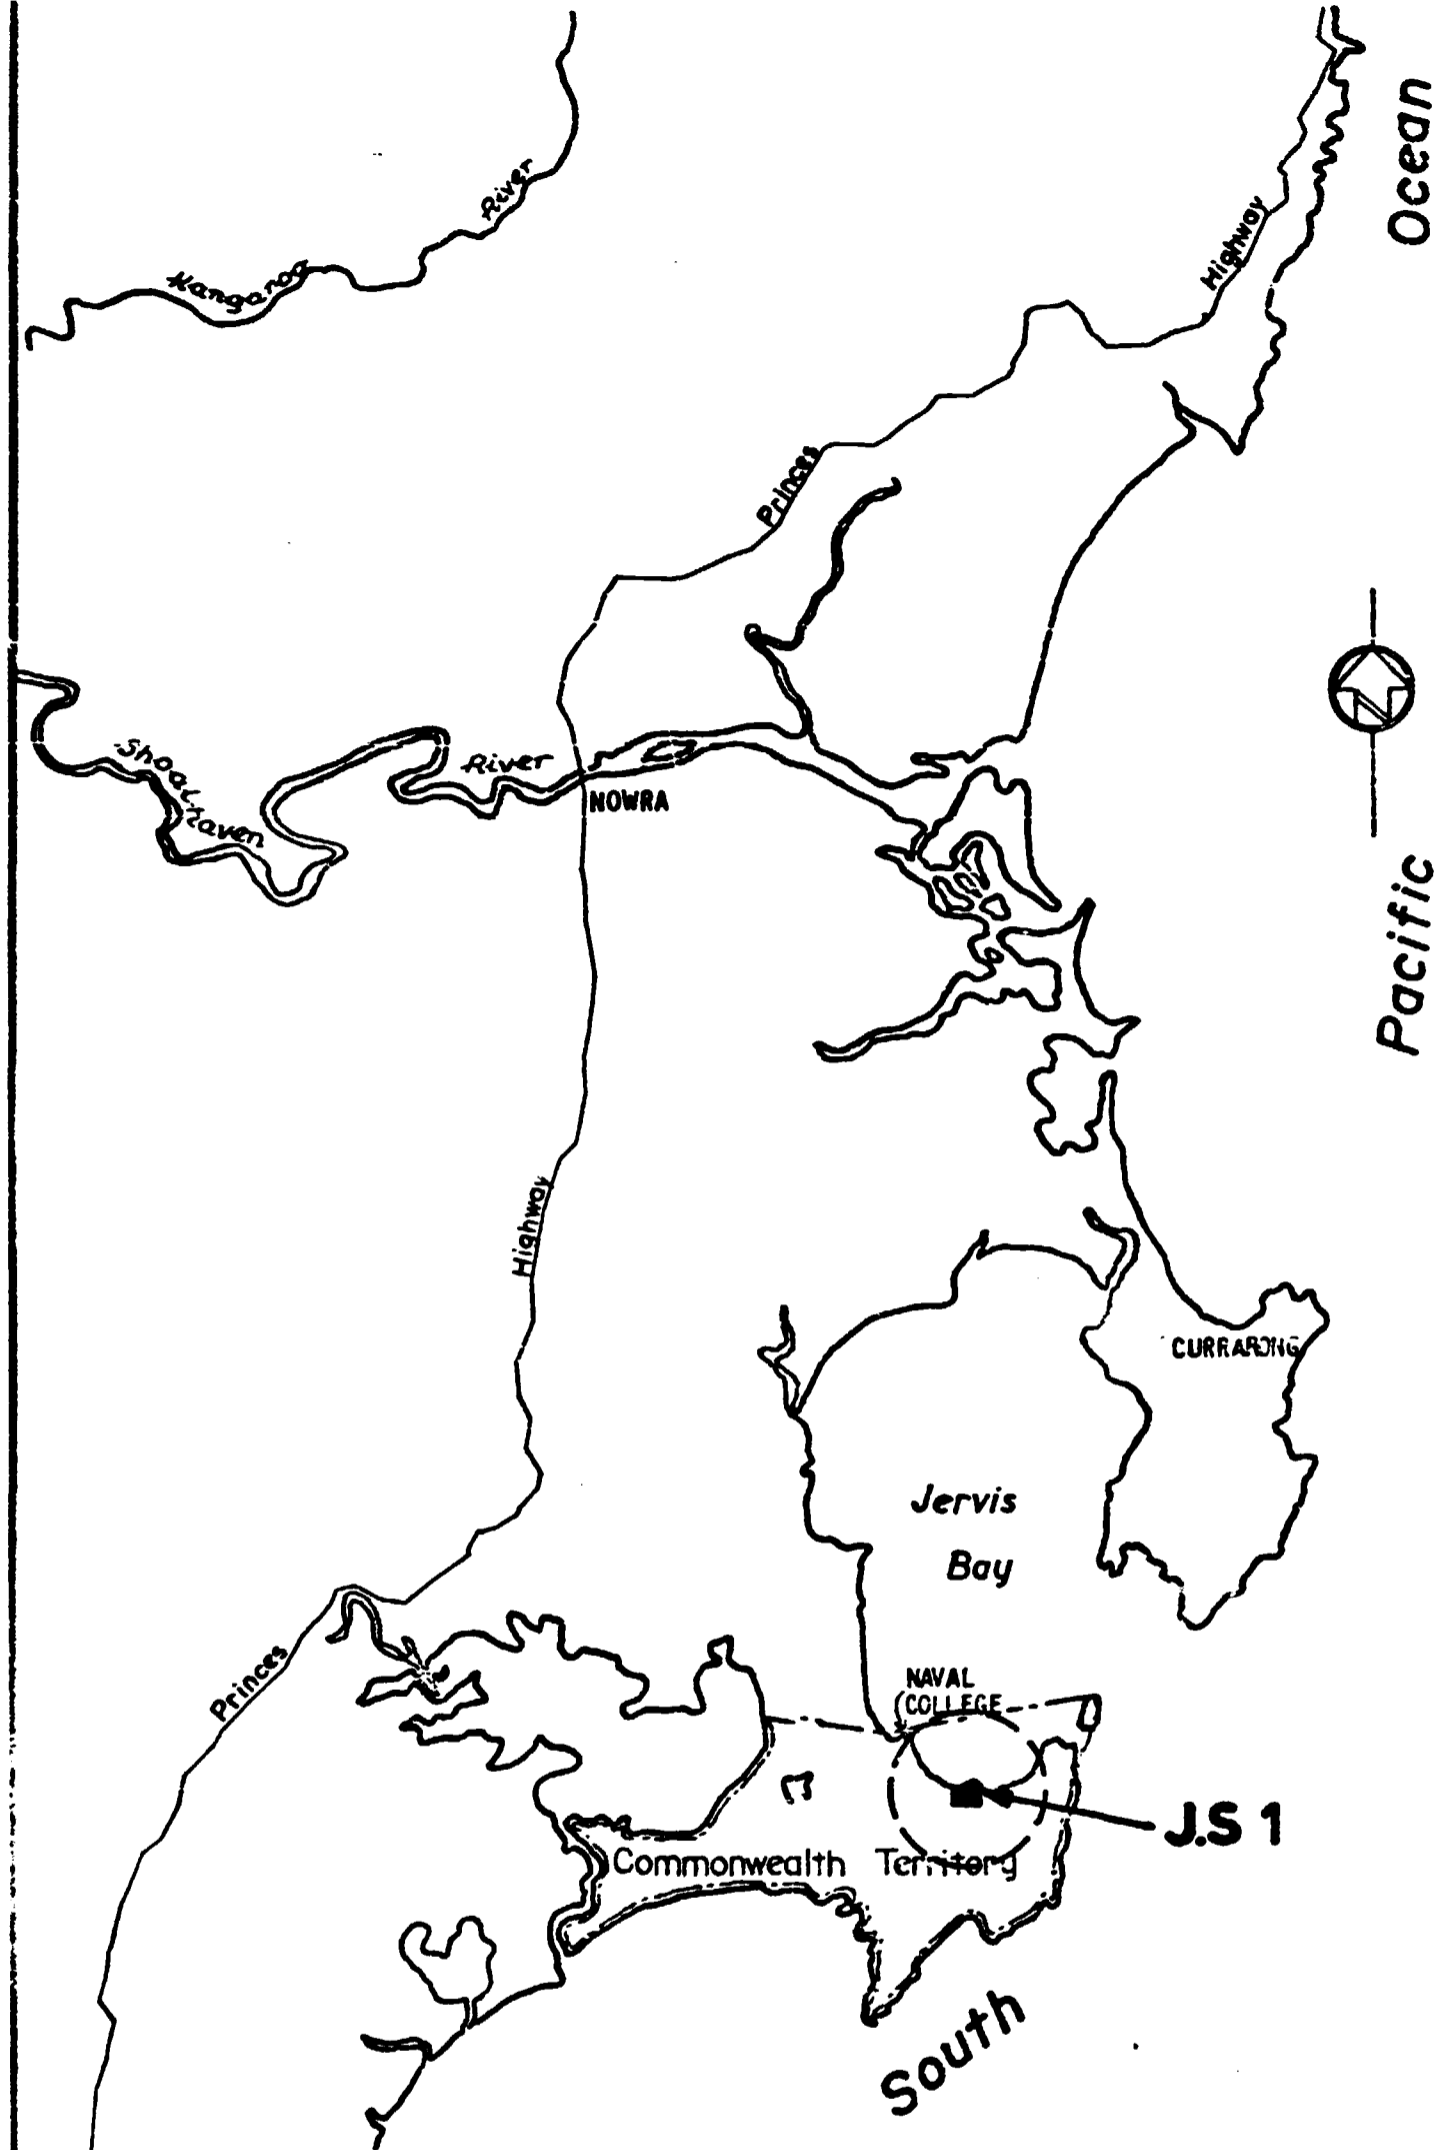 Ocean
River
Kangaroo
Highway
Princes
N
Shoalhaven
River
NOWRA
Pacific
Highway
CURRARONG
Jervis
Bay
Princes
NAVAL
COLLEGE
J.S 1
Commonwealth Territory
South